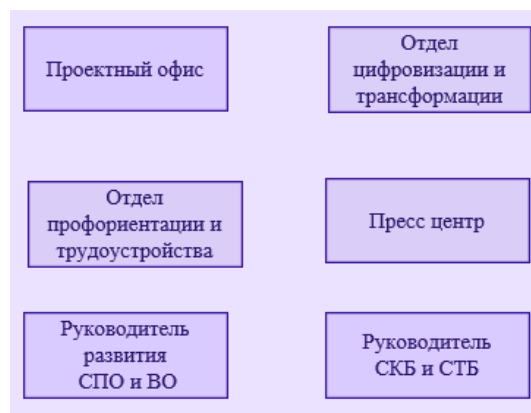 Проектный офис
Отдел
цифровизации и
трансформации
Отдел
профориентации и
трудоустройства
Пресс центр
Руководитель
развития
СПО и ВО
Руководитель
СКБ и СТБ